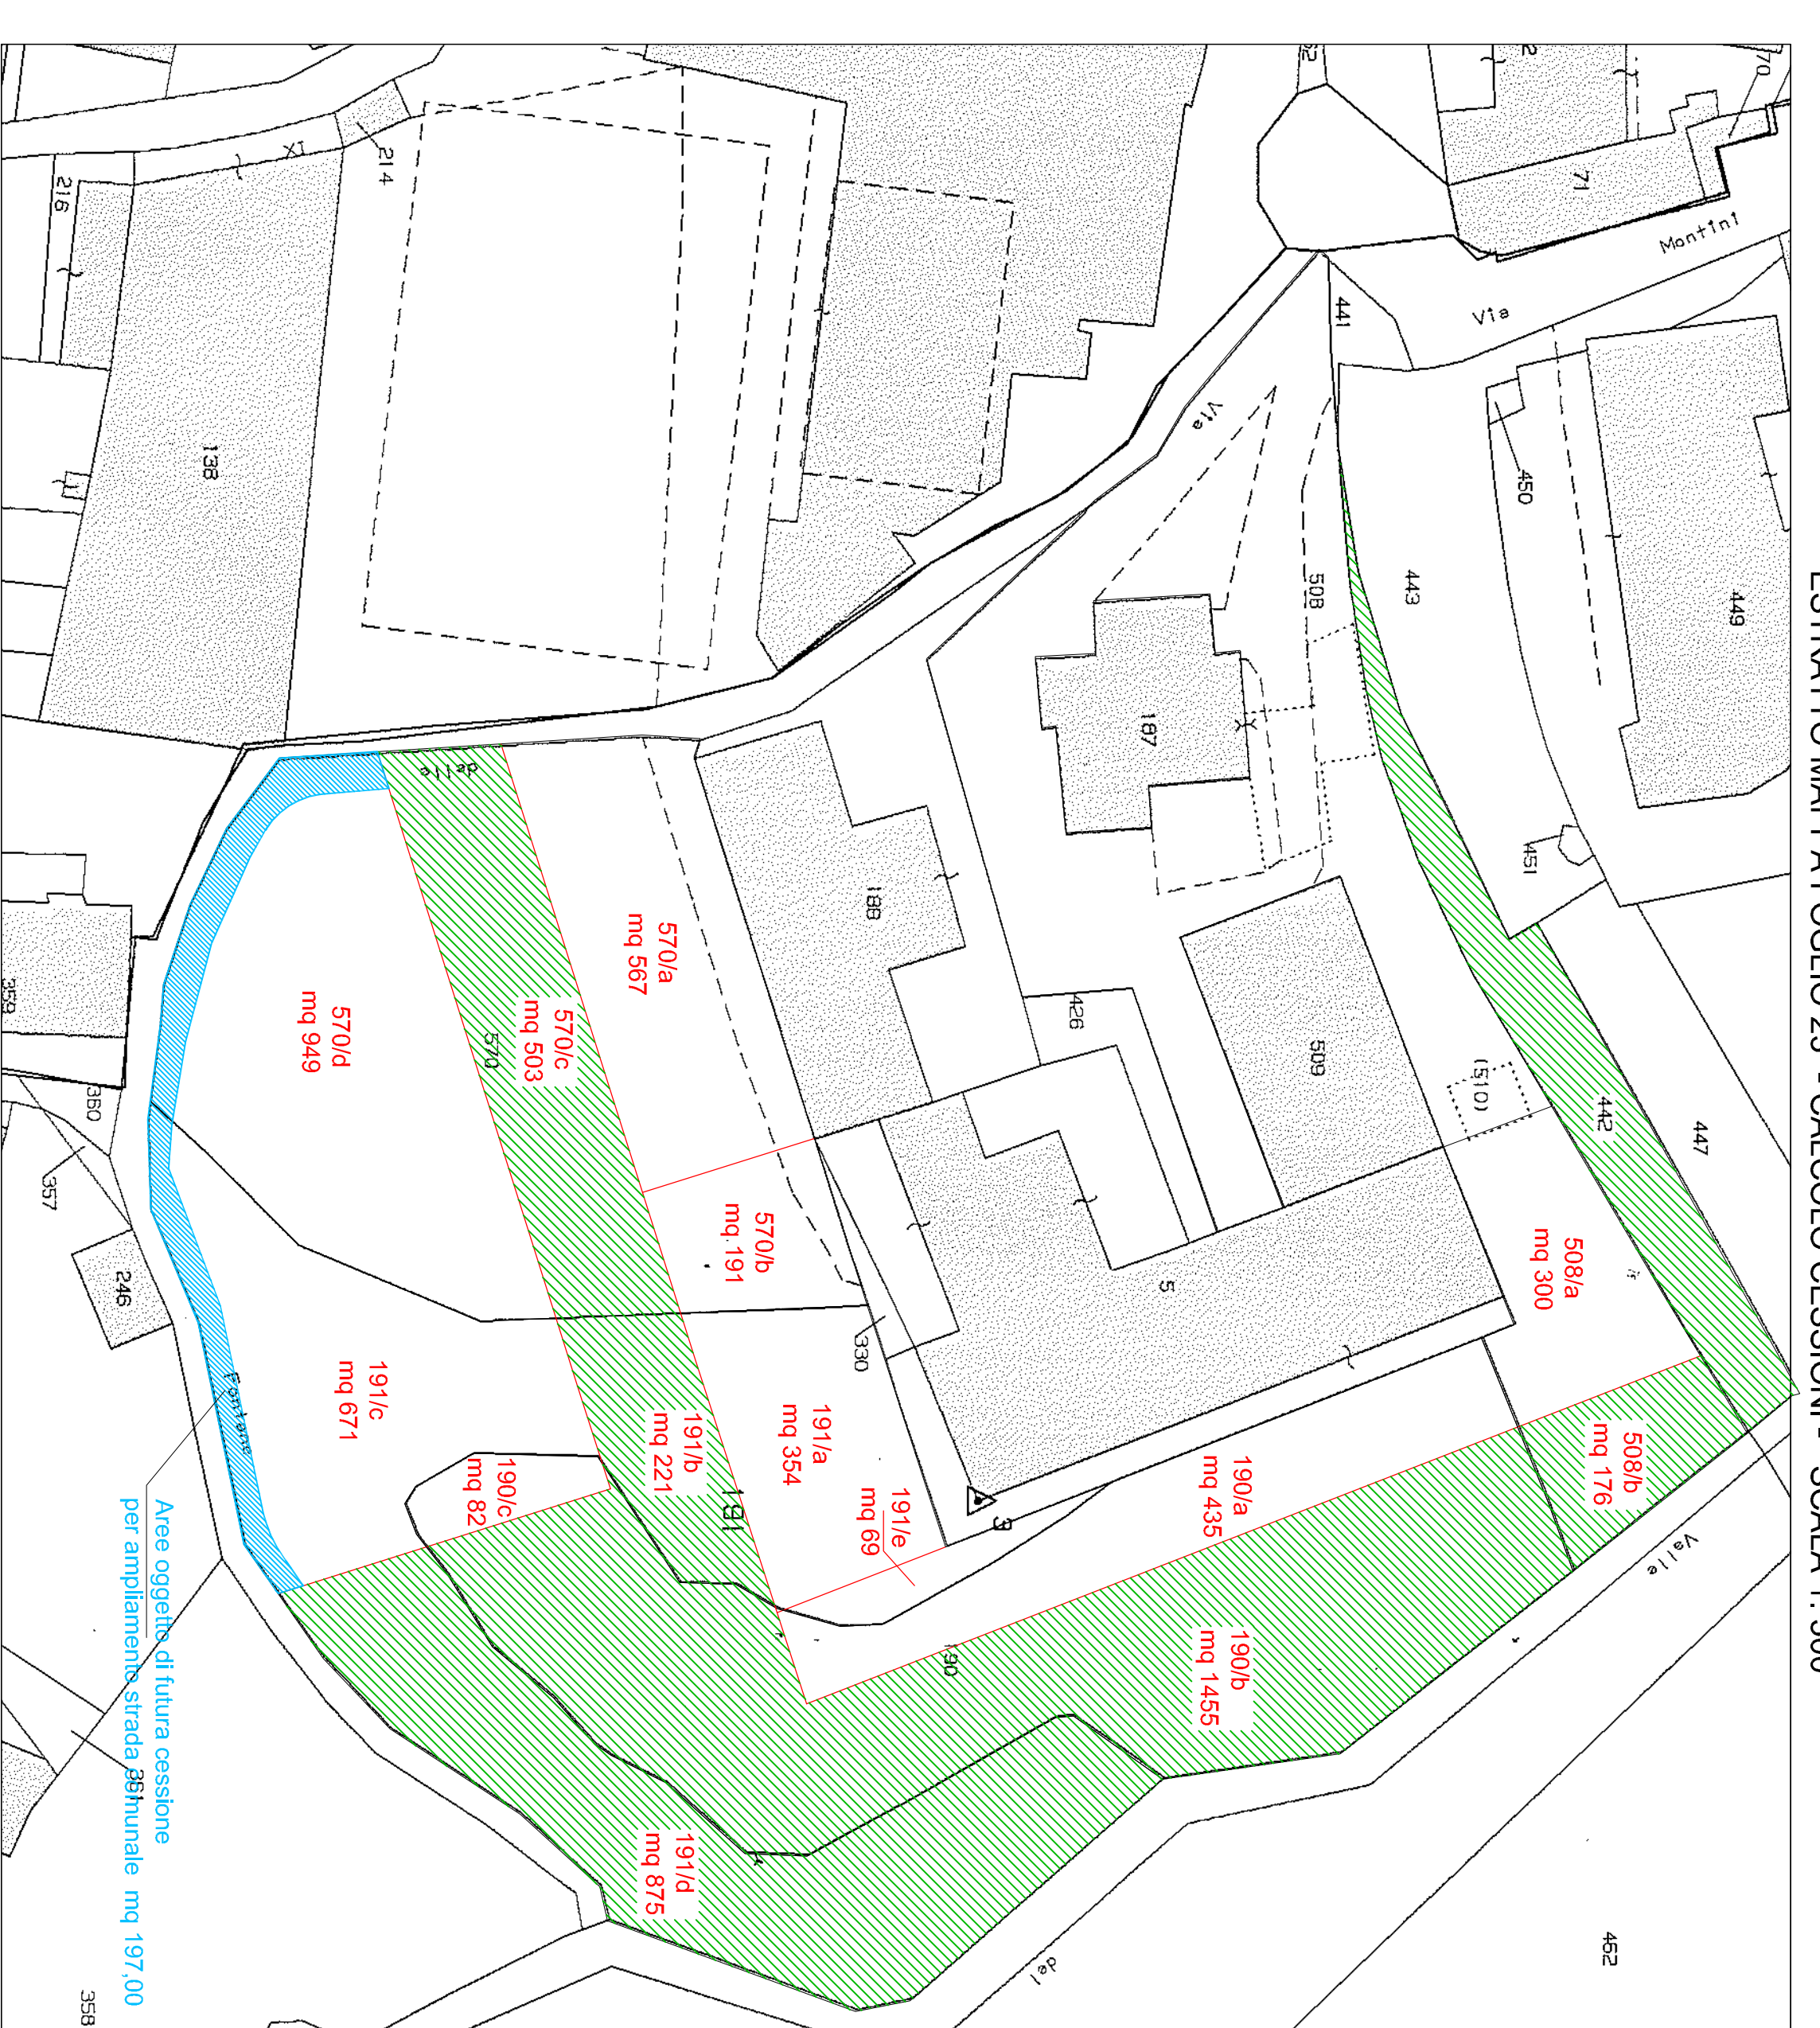 ESTRATTO MAPPA FOGLIO 29 - CALCOLO CESSIONI - SCALA 1: 500
70
71
Montini
Via
441
449
450
451
443
508
447
442
(510)
509
187
426
188
5
330
3
Via
delle
Fontane
Valle
del
214
XI
216
138
359
360
357
246
361
358
452
570
191
190
570/a
mq 567
570/b
mq 191
570/c
mq 503
570/d
mq 949
191/a
mq 354
191/b
mq 221
191/c
mq 671
191/d
mq 875
191/e
mq 69
190/a
mq 435
190/b
mq 1455
190/c
mq 82
508/a
mq 300
508/b
mq 176
Aree oggetto di futura cessione
per ampliamento strada comunale mq 197,00